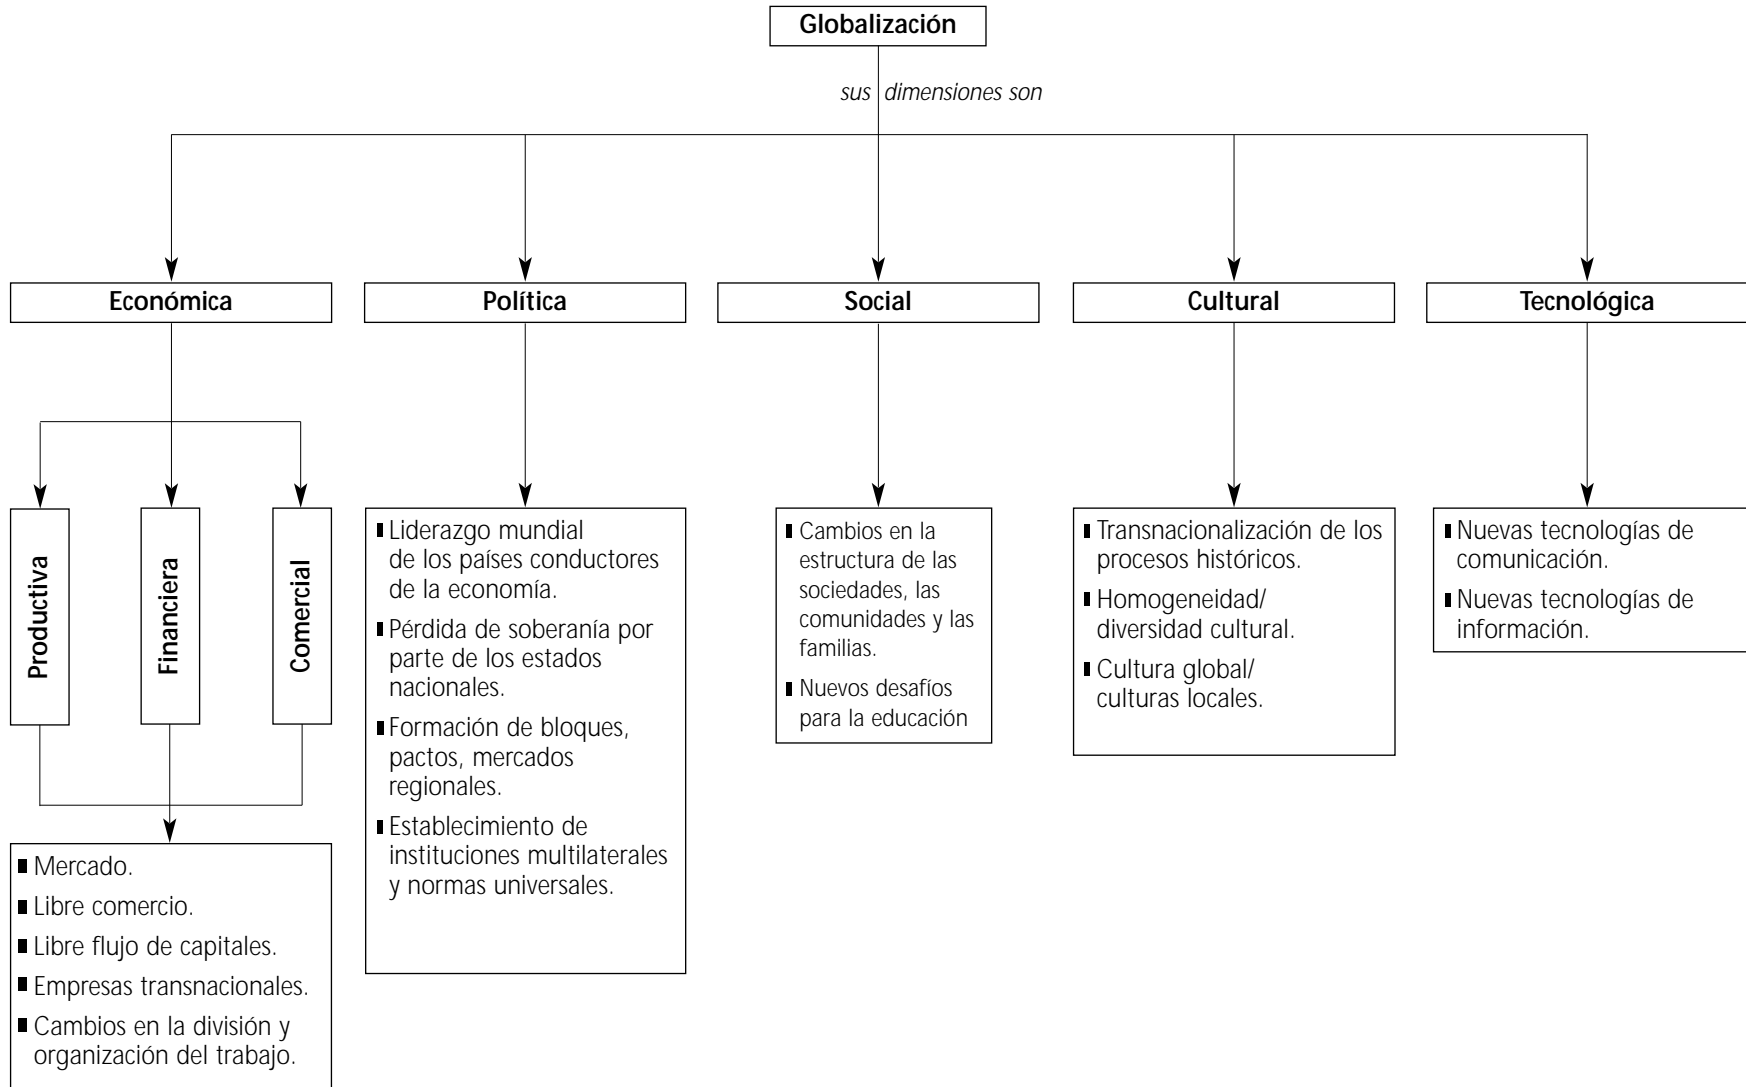 Globalización
sus dimensiones son
Económica
Política
Social
Cultural
Tecnológica
Productiva
Financiera
Comercial
Mercado.
Libre comercio.
Libre flujo de capitales.
Empresas transnacionales.
Cambios en la división y
organización del trabajo.
Liderazgo mundial
de los países conductores
de la economía.
Pérdida de soberanía por
parte de los estados
nacionales.
Formación de bloques,
pactos, mercados
regionales.
Establecimiento de
instituciones multilaterales
y normas universales.
Cambios en la
estructura de las
sociedades, las
comunidades y las
familias.
Nuevos desafíos
para la educación
Transnacionalización de los
procesos históricos.
Homogeneidad/
diversidad cultural.
Cultura global/
culturas locales.
Nuevas tecnologías de
comunicación.
Nuevas tecnologías de
información.